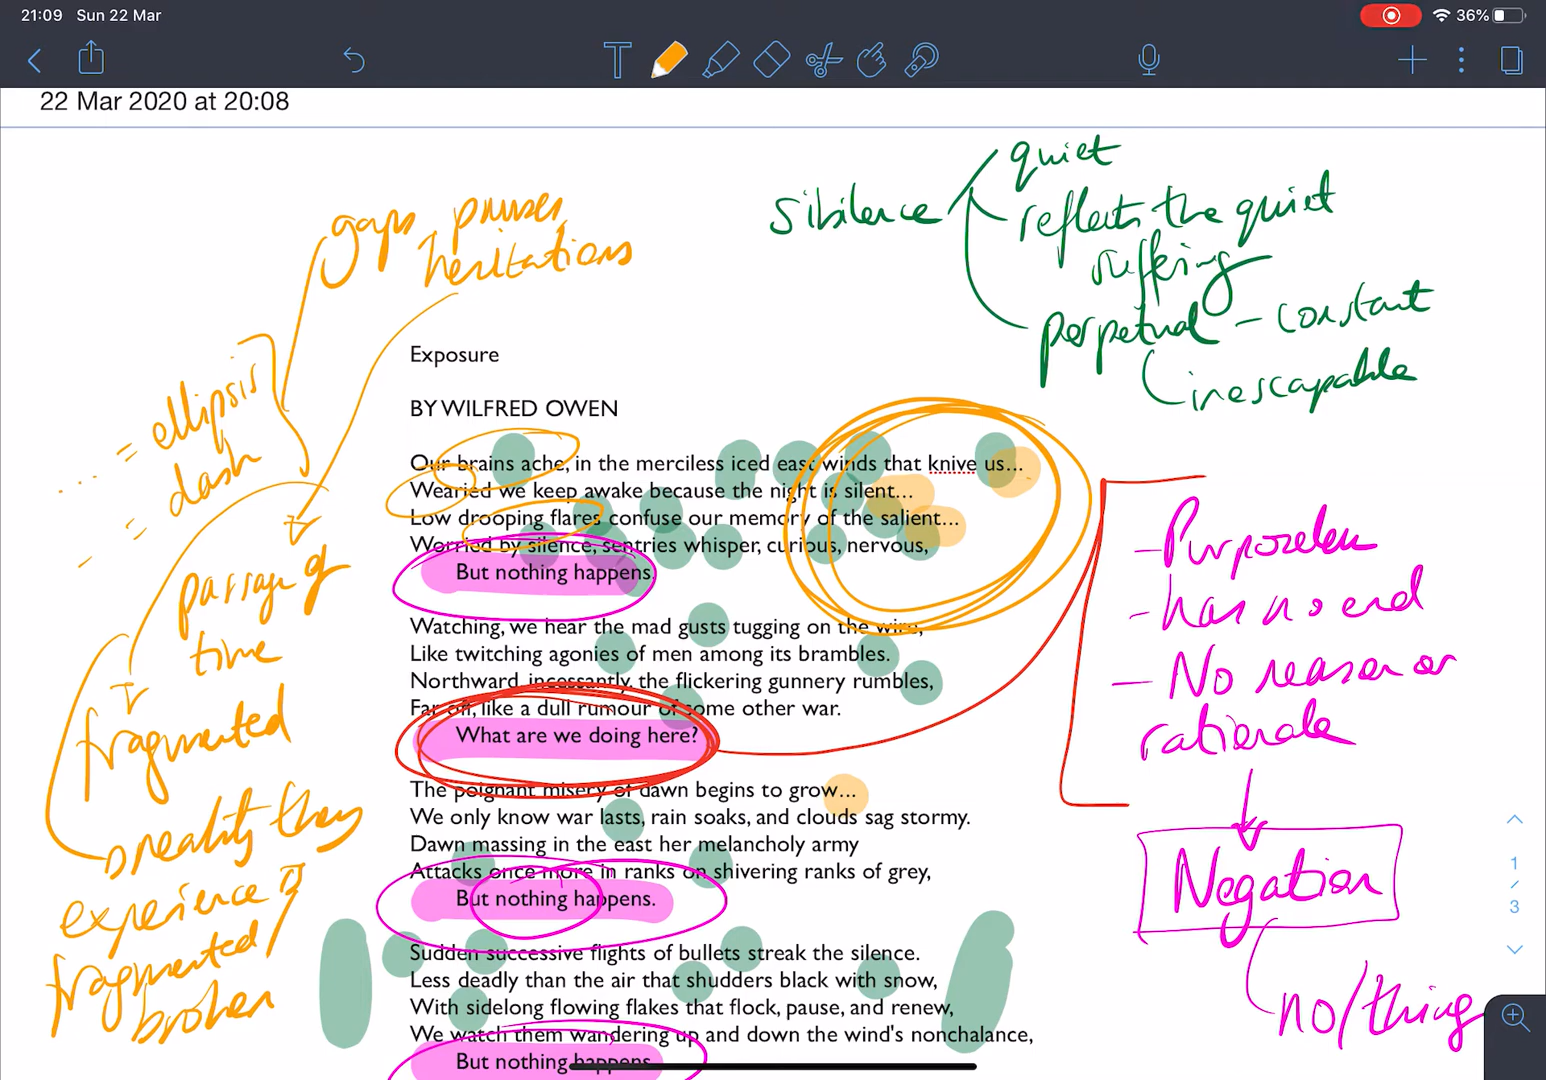 21:09 Sun 22 Mar
36%
T
22 Mar 2020 at 20:08
sibilence
quiet
reflects the quiet
suffering
perpetual - constant
inescapable
gaps pauses
hesitations
... = ellipsis
- = dash
passage of
time
fragmented
reality they
experience is
fragmented/
broken
Exposure
BY WILFRED OWEN
Our brains ache, in the merciless iced east winds that knive us...
Wearied we keep awake because the night is silent...
Low drooping flares confuse our memory of the salient...
Worried by silence, sentries whisper, curious, nervous,
But nothing happens.
Watching, we hear the mad gusts tugging on the wire,
Like twitching agonies of men among its brambles.
Northward, incessantly, the flickering gunnery rumbles,
Far off, like a dull rumour of some other war.
What are we doing here?
The poignant misery of dawn begins to grow...
We only know war lasts, rain soaks, and clouds sag stormy.
Dawn massing in the east her melancholy army
Attacks once more in ranks on shivering ranks of grey,
But nothing happens.
Sudden successive flights of bullets streak the silence.
Less deadly than the air that shudders black with snow,
With sidelong flowing flakes that flock, pause, and renew,
We watch them wandering up and down the wind's nonchalance,
But nothing happens.
- Purposeless
- has no end
- No reason or
rationale
Negation
no/thing
1
/
3